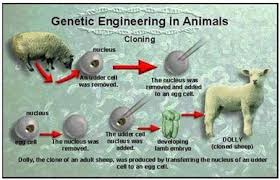 Genetic Engineering in Animals
Cloning
nucleus
An udder cell
was removed.
The nucleus was
removed and added
to an egg cell.
nucleus
egg cell
The nucleus was
removed.
The udder cell
nucleus was
added.
developing
lamb embryo
DOLLY
(cloned sheep)
Dolly, the clone of an adult sheep, was produced by transferring the nucleus of an udder
cell to an egg cell.